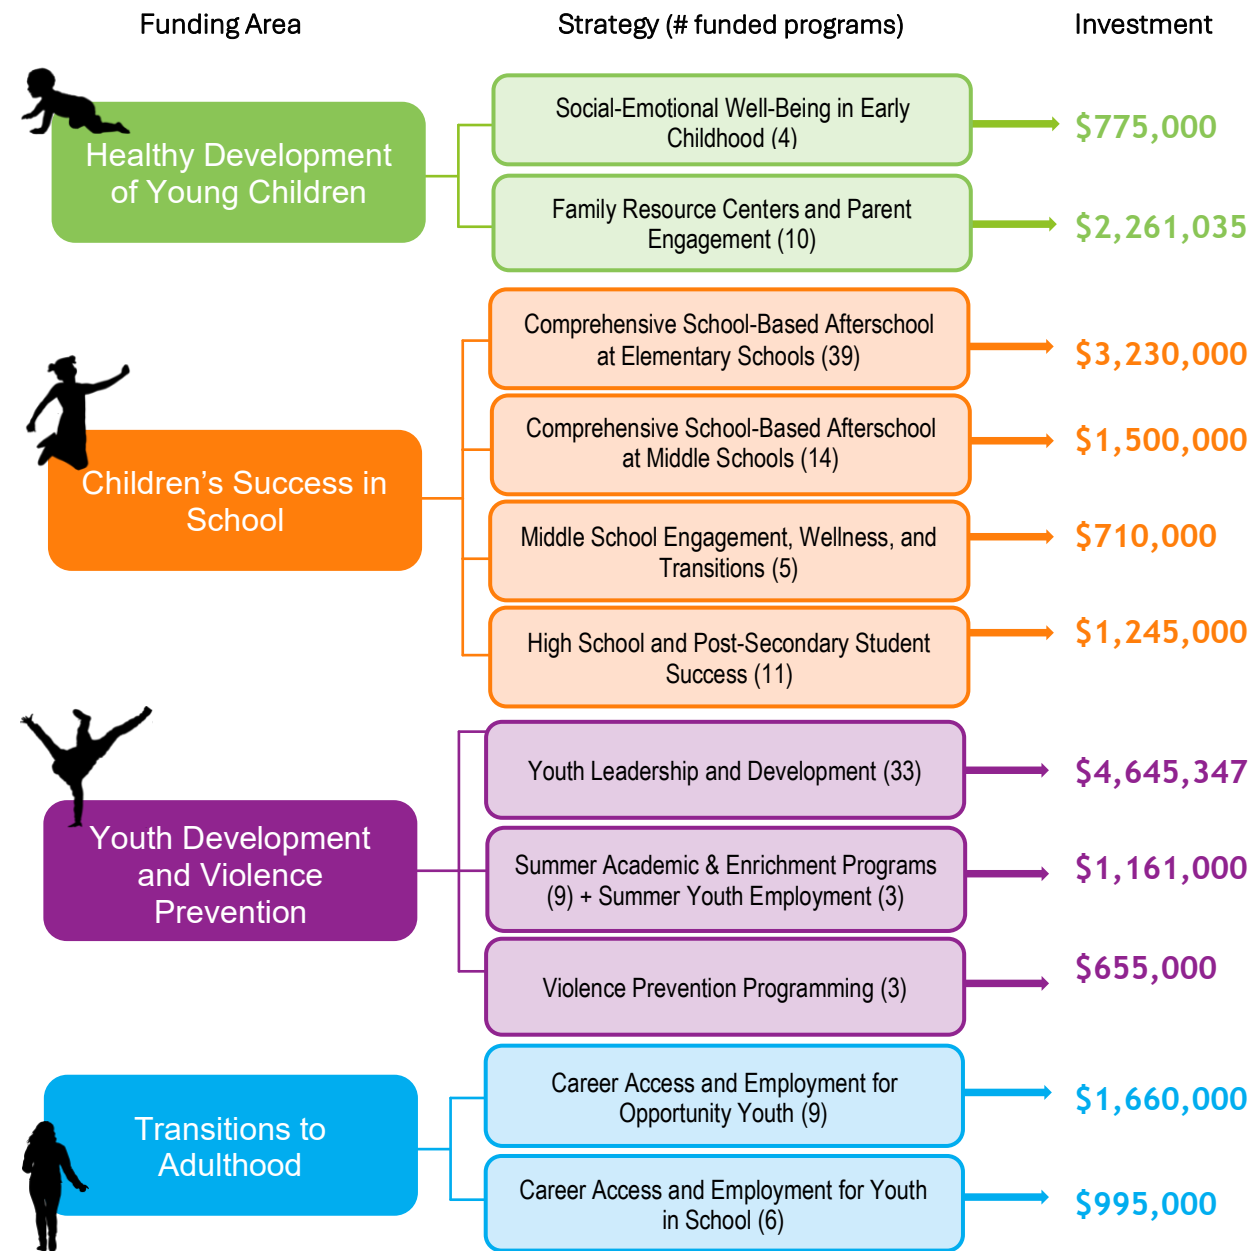 Funding Area
Strategy (# funded programs)
Investment
Healthy Development
of Young Children
Social-Emotional Well-Being in Early
Childhood (4)
$775,000
Family Resource Centers and Parent
Engagement (10)
$2,261,035
Children’s Success in
School
Comprehensive School-Based Afterschool
at Elementary Schools (39)
$3,230,000
Comprehensive School-Based Afterschool
at Middle Schools (14)
$1,500,000
Middle School Engagement, Wellness, and
Transitions (5)
$710,000
High School and Post-Secondary Student
Success (11)
$1,245,000
Youth Development
and Violence
Prevention
Youth Leadership and Development (33)
$4,645,347
Summer Academic & Enrichment Programs
(9) + Summer Youth Employment (3)
$1,161,000
Violence Prevention Programming (3)
$655,000
Transitions to
Adulthood
Career Access and Employment for
Opportunity Youth (9)
$1,660,000
Career Access and Employment for Youth
in School (6)
$995,000